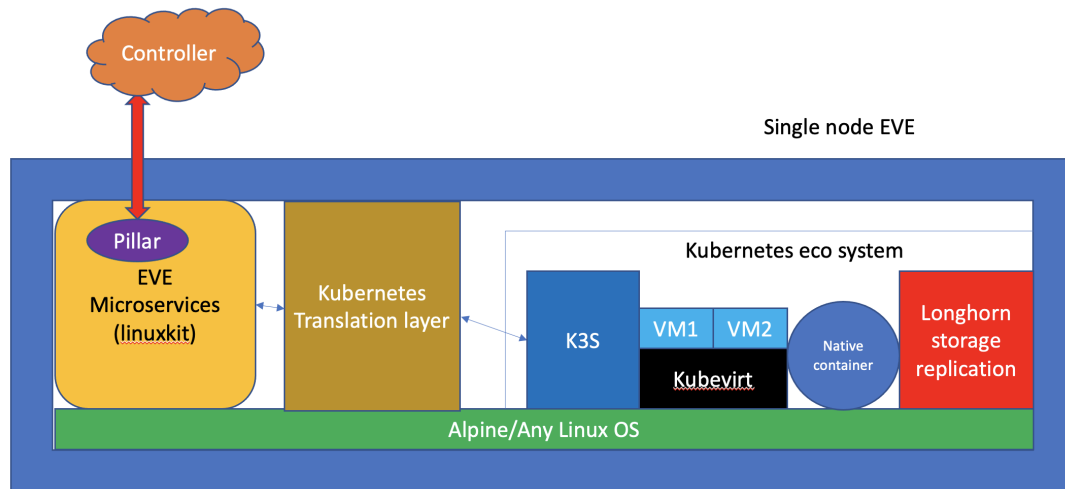 Controller
Single node EVE
Pillar
EVE
Microservices
(linuxkit)
Kubernetes
Translation layer
Kubernetes eco system
K3S
VM1
VM2
Kubevirt
Native
container
Longhorn
storage
replication
Alpine/Any Linux OS